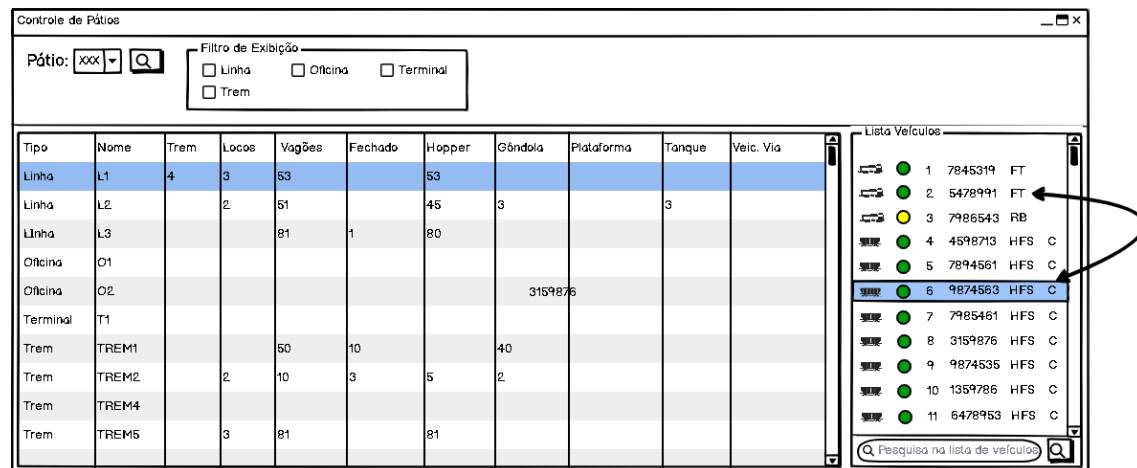 Controle de Pátios
Pátio: xxx
Filtro de Exibição
Linha Oficina Terminal
Trem
Tipo Nome Trem Locos Vagões Fechado Hopper Gôndola Plataforma Tanque Veic. Via
Linha L1 4 3 53 53
Linha L2 2 51 45 3 3
Linha L3 81 1 80
Oficina O1
Oficina O2 3159876
Terminal T1
Trem TREM1 50 10 40
Trem TREM2 2 10 3 5 2
Trem TREM4
Trem TREM5 3 81 81
Lista Veículos
1 7845319 FT
2 5478991 FT
3 7986543 RB
4 4598713 HFS C
5 7894561 HFS C
6 9874563 HFS C
7 7985461 HFS C
8 3159876 HFS C
9 9874535 HFS C
10 1359786 HFS C
11 6478953 HFS C
Pesquisa na lista de veículos